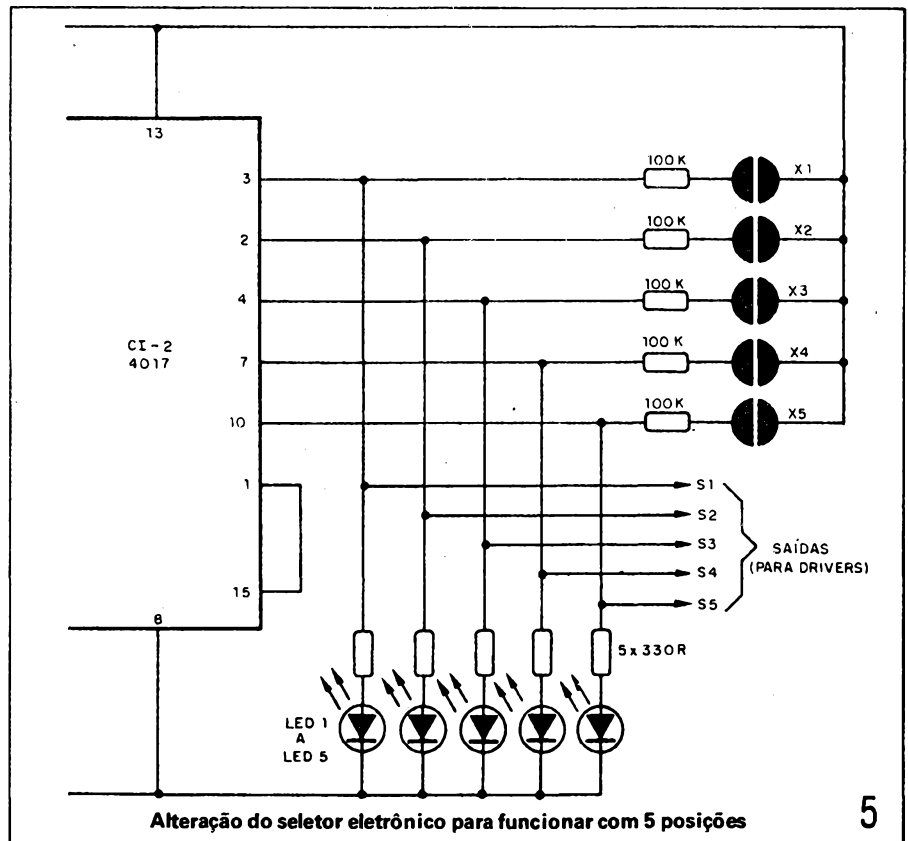 13
3
2
4
7
10
1
15
8
CI-2
4017
100 K
X1
100 K
X2
100 K
X3
100 K
X4
100 K
X5
S1
S2
S3
S4
S5
SAÍDAS
(PARA DRIVERS)
5 x 330R
LED 1
A
LED 5
Alteração do seletor eletrônico para funcionar com 5 posições
5